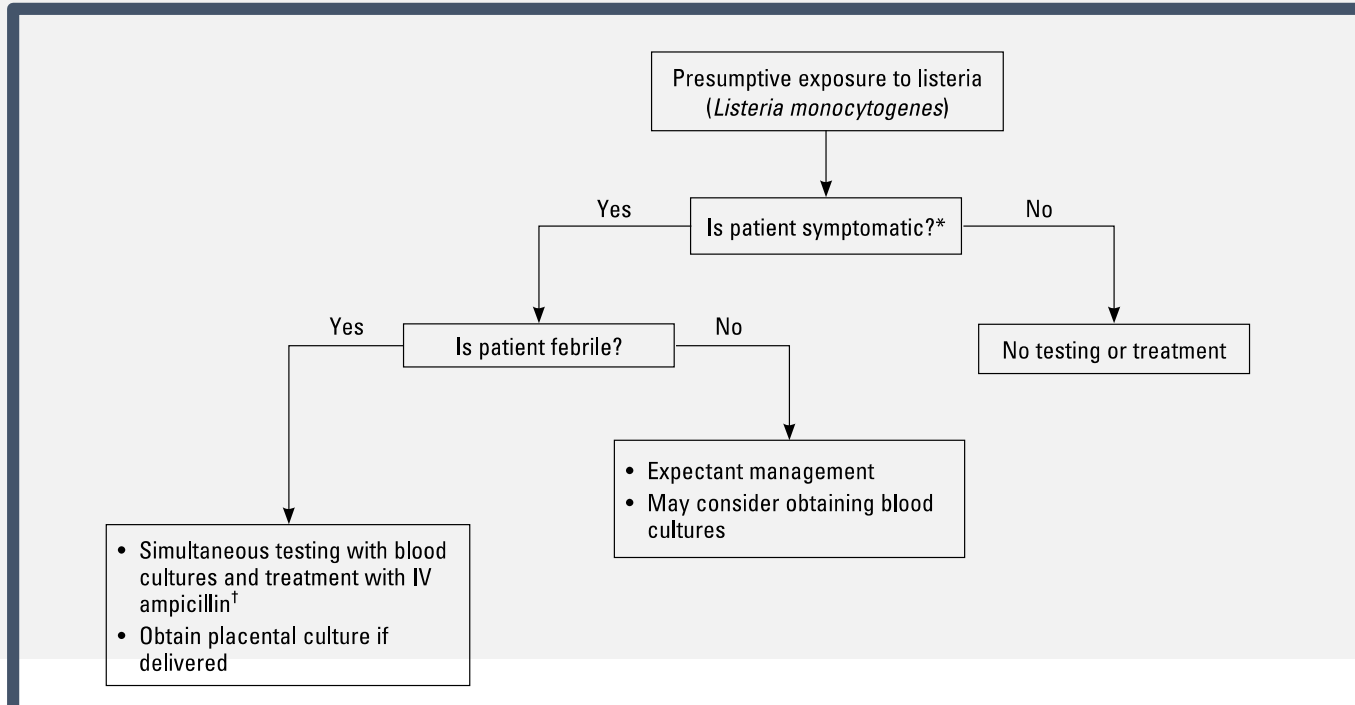 Presumptive exposure to listeria
(Listeria monocytogenes)
Yes
Is patient symptomatic?*
No
Yes
Is patient febrile?
No
No testing or treatment
• Expectant management
• May consider obtaining blood
cultures
• Simultaneous testing with blood
cultures and treatment with IV
ampicillin†
• Obtain placental culture if
delivered